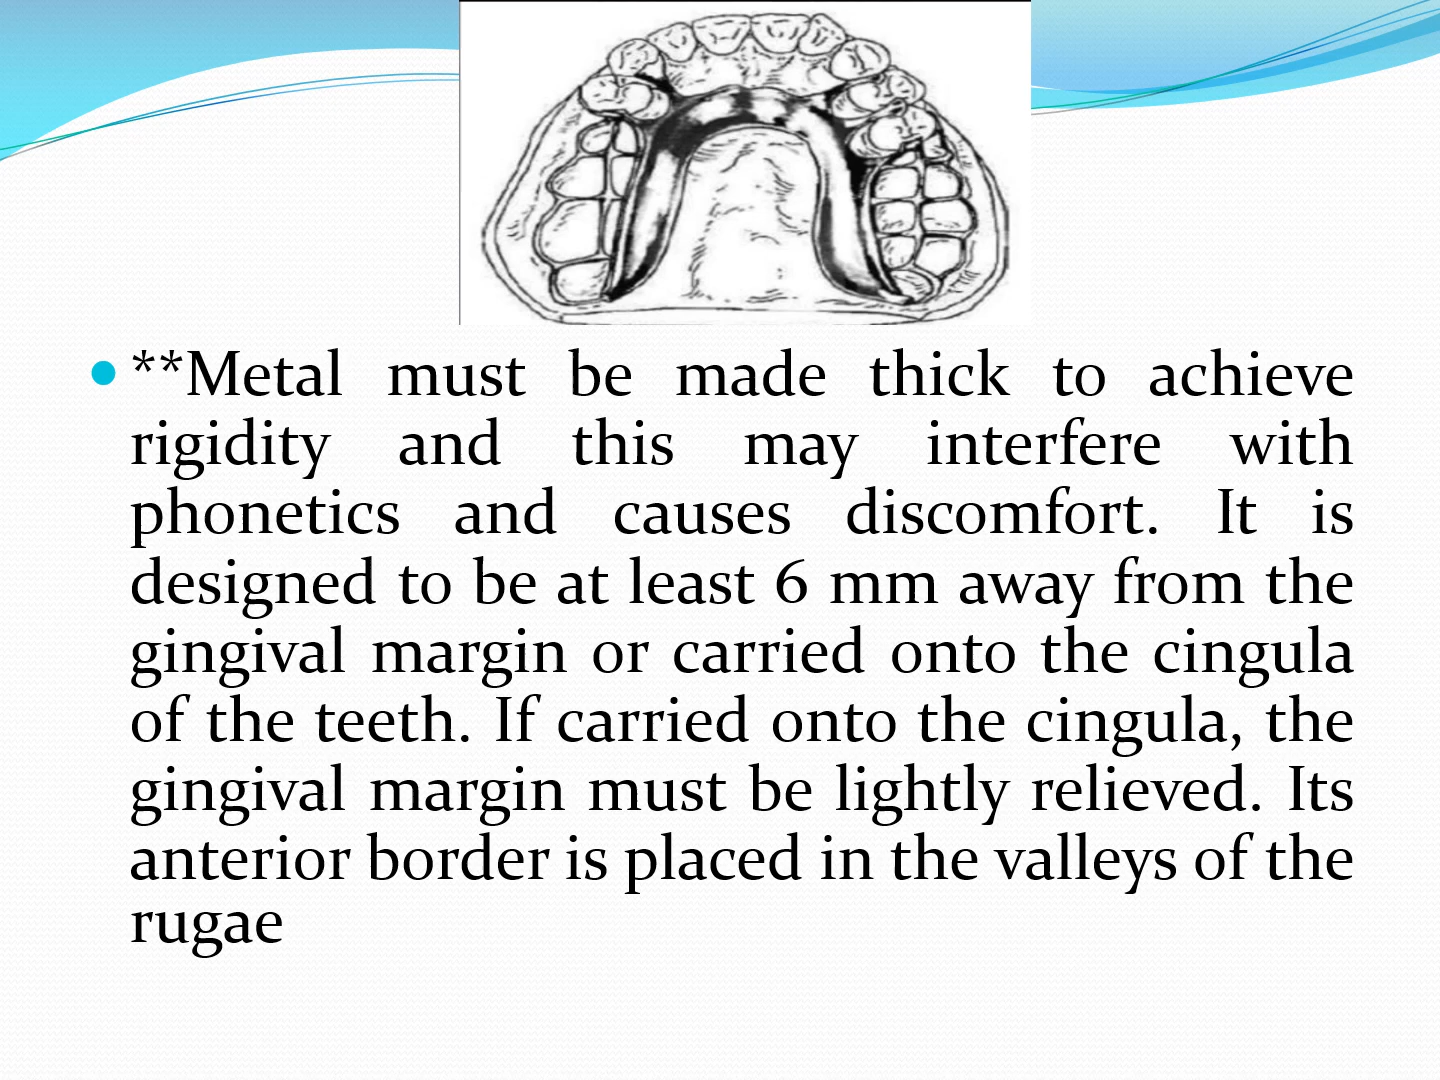 **Metal must be made thick to achieve
rigidity and this may interfere with
phonetics and causes discomfort. It is
designed to be at least 6 mm away from the
gingival margin or carried onto the cingula
of the teeth. If carried onto the cingula, the
gingival margin must be lightly relieved. Its
anterior border is placed in the valleys of the
rugae